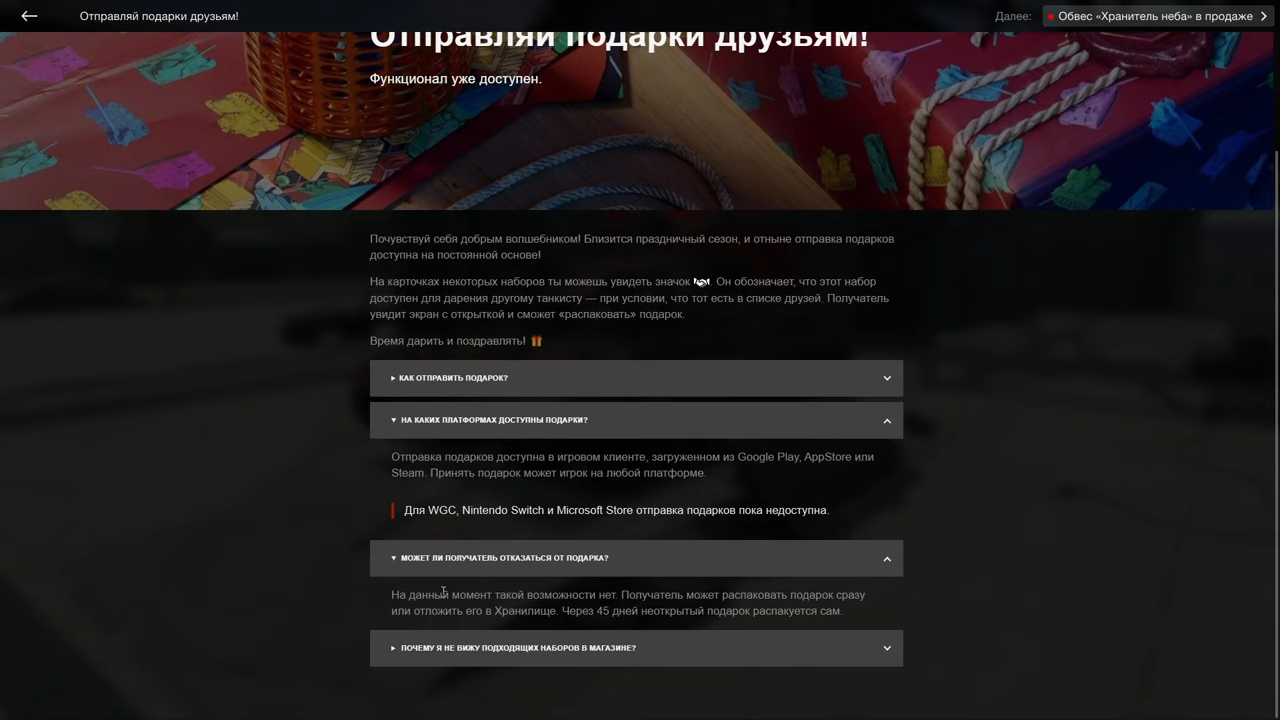 Отправляй подарки друзьям!
Далее:
Обвес «Хранитель неба» в продаже
Отправляй подарки друзьям!
Функционал уже доступен.
Почувствуй себя добрым волшебником! Близится праздничный сезон, и отныне отправка подарков
доступна на постоянной основе!
На карточках некоторых наборов ты можешь увидеть значок Он обозначает, что этот набор
доступен для дарения другому танкисту — при условии, что тот есть в списке друзей. Получатель
увидит экран с открыткой и сможет «распаковать» подарок.
Время дарить и поздравлять!
КАК ОТПРАВИТЬ ПОДАРОК?
НА КАКИХ ПЛАТФОРМАХ ДОСТУПНЫ ПОДАРКИ?
Отправка подарков доступна в игровом клиенте, загруженном из Google Play, AppStore или
Steam. Принять подарок может игрок на любой платформе.
Для WGC, Nintendo Switch и Microsoft Store отправка подарков пока недоступна.
МОЖЕТ ЛИ ПОЛУЧАТЕЛЬ ОТКАЗАТЬСЯ ОТ ПОДАРКА?
На данный момент такой возможности нет. Получатель может распаковать подарок сразу
или отложить его в Хранилище. Через 45 дней неоткрытый подарок распакуется сам.
ПОЧЕМУ Я НЕ ВИЖУ ПОДХОДЯЩИХ НАБОРОВ В МАГАЗИНЕ?